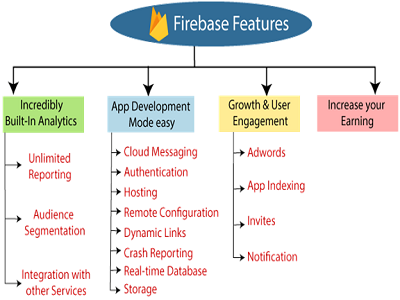 Firebase Features
Incredibly
Built-In Analytics
Unlimited
Reporting
Audience
Segmentation
Integration with
other Services
App Development
Mode easy
Cloud Messaging
Authentication
Hosting
Remote Configuration
Dynamic Links
Crash Reporting
Real-time Database
Storage
Growth & User
Engagement
Adwords
App Indexing
Invites
Notification
Increase your
Earning